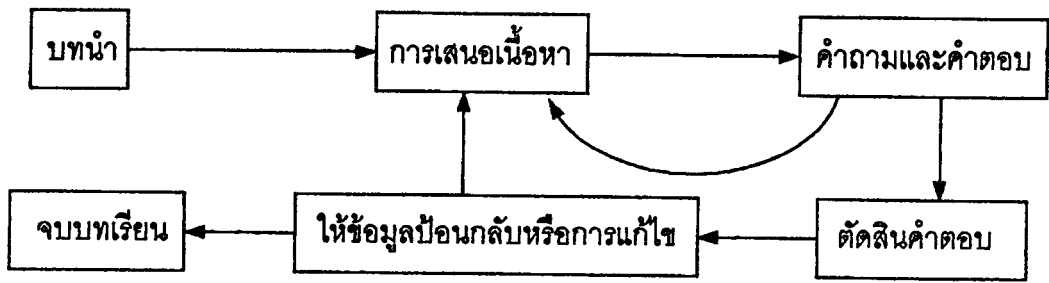 บทนำ
การเสนอเนื้อหา
คำถามและคำตอบ
จบบทเรียน
ให้ข้อมูลป้อนกลับหรือการแก้ไข
ตัดสินคำตอบ